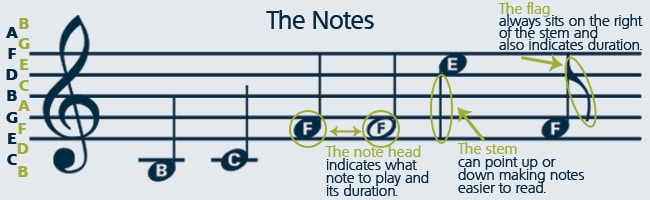 The Notes
B
A
G
F
E
D
C
B
A
G
F
E
D
C
B
B
C
F
F
E
F
The flag
always sits on the right
of the stem and
also indicates duration.
The note head
indicates what
note to play and
its duration.
The stem
can point up or
down making notes
easier to read.